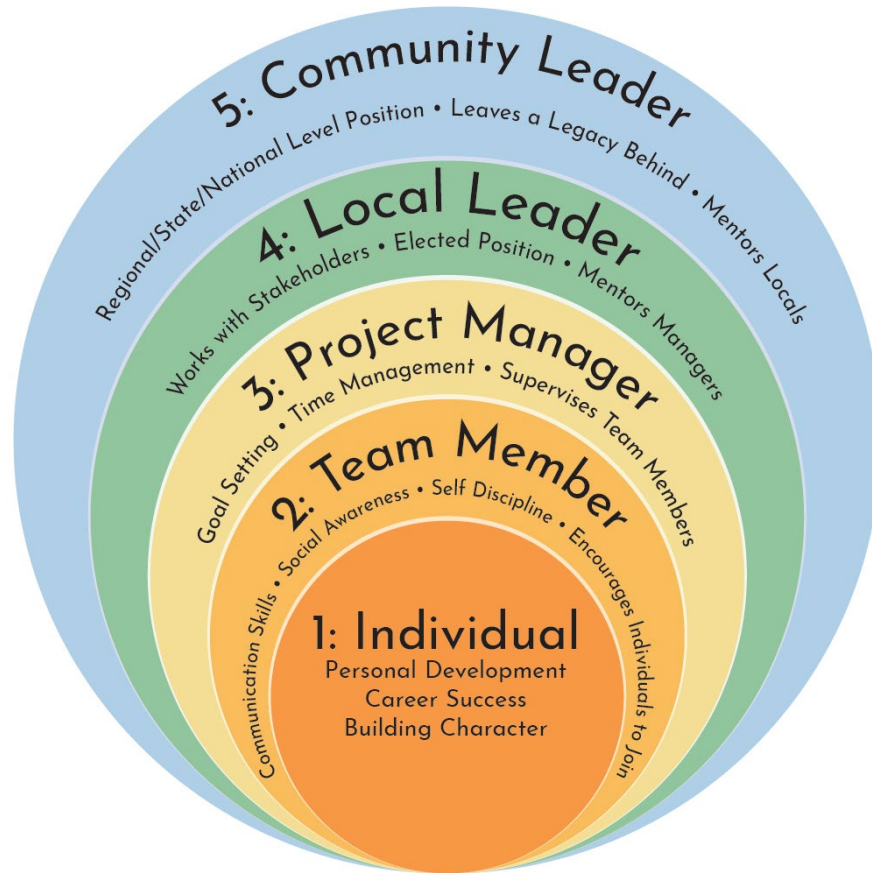 5: Community Leader
Regional/State/National Level Position • Leaves a Legacy Behind • Mentors Locals
4: Local Leader
Works with Stakeholders • Elected Position • Mentors Managers
3: Project Manager
Goal Setting • Time Management • Supervises Team Members
2: Team Member
Communication Skills • Social Awareness • Self Discipline • Encourages Individuals to Join
1: Individual
Personal Development
Career Success
Building Character